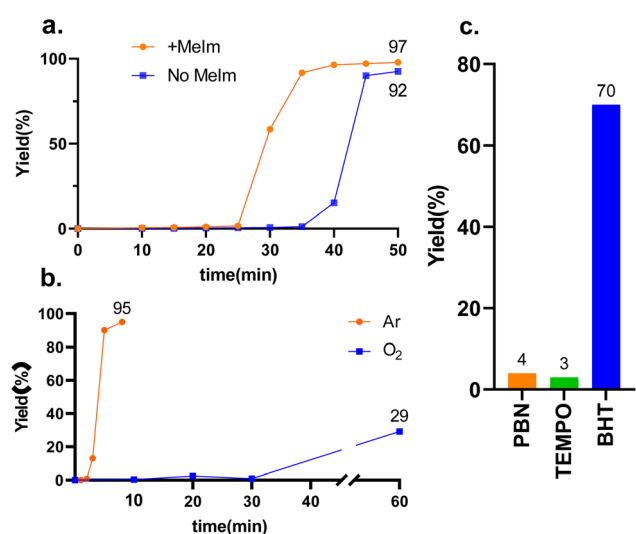 a.
+MeIm
No MeIm
97
92
100
50
0
Yield(%)
0 10 20 30 40 50
time(min)
b.
95
Ar
O₂
29
100
80
60
40
20
0
Yield(%)
10 20 30 40 60
time(min)
c.
80
60
40
20
0
Yield(%)
4
3
70
PBN
TEMPO
BHT